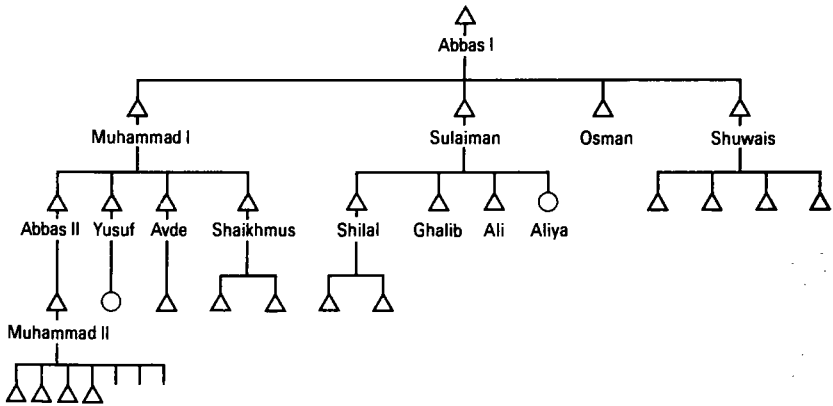 Abbas I
Muhammad I Sulaiman Osman Shuwais
Abbas II Yusuf Avde Shaikhmus Shilal Ghalib Ali Aliya
Muhammad II